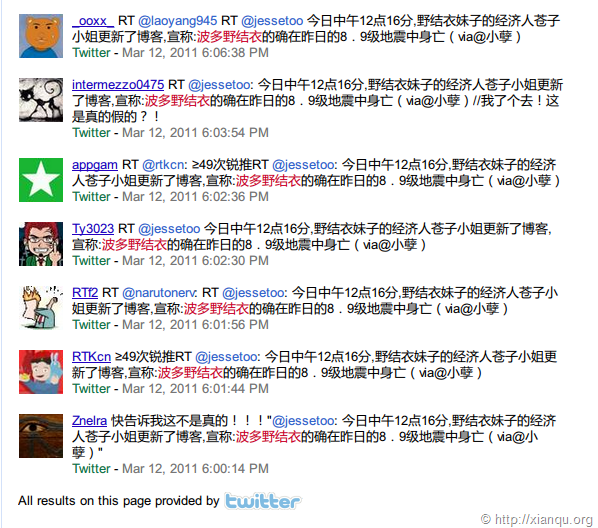 _ooxx_ RT @laoyang945 RT @jessetoo 今日中午12点16分,野结衣妹子的经济人苍子
小姐更新了博客,宣称:波多野结衣的确在昨日的8．9级地震中身亡（via@小孽）
Twitter - Mar 12, 2011 6:06:38 PM
intermezzo0475 RT @jessetoo: 今日中午12点16分,野结衣妹子的经济人苍子小姐更新
了博客,宣称:波多野结衣的确在昨日的8．9级地震中身亡（via@小孽）//我了个去！这
是真的假的？！
Twitter - Mar 12, 2011 6:03:54 PM
appgam RT @rtkcn: ≥49次锐推RT @jessetoo: 今日中午12点16分,野结衣妹子的经济
人苍子小姐更新了博客,宣称:波多野结衣的确在昨日的8．9级地震中身亡（via@小孽）
Twitter - Mar 12, 2011 6:02:36 PM
Ty3023 RT @jessetoo 今日中午12点16分,野结衣妹子的经济人苍子小姐更新了博客,
宣称:波多野结衣的确在昨日的8．9级地震中身亡（via@小孽）
Twitter - Mar 12, 2011 6:02:30 PM
RTf2 RT @narutonerv: RT @jessetoo: 今日中午12点16分,野结衣妹子的经济人苍子小
姐更新了博客,宣称:波多野结衣的确在昨日的8．9级地震中身亡（via@小孽）
Twitter - Mar 12, 2011 6:01:56 PM
RTKcn ≥49次锐推RT @jessetoo: 今日中午12点16分,野结衣妹子的经济人苍子小姐更
新了博客,宣称:波多野结衣的确在昨日的8．9级地震中身亡（via@小孽）
Twitter - Mar 12, 2011 6:01:44 PM
Znelra 快告诉我这不是真的！！！"@jessetoo: 今日中午12点16分,野结衣妹子的经济
人苍子小姐更新了博客,宣称:波多野结衣的确在昨日的8．9级地震中身亡（via@小
孽）"
Twitter - Mar 12, 2011 6:00:14 PM
All results on this page provided by twitter
© http://xianqu.org